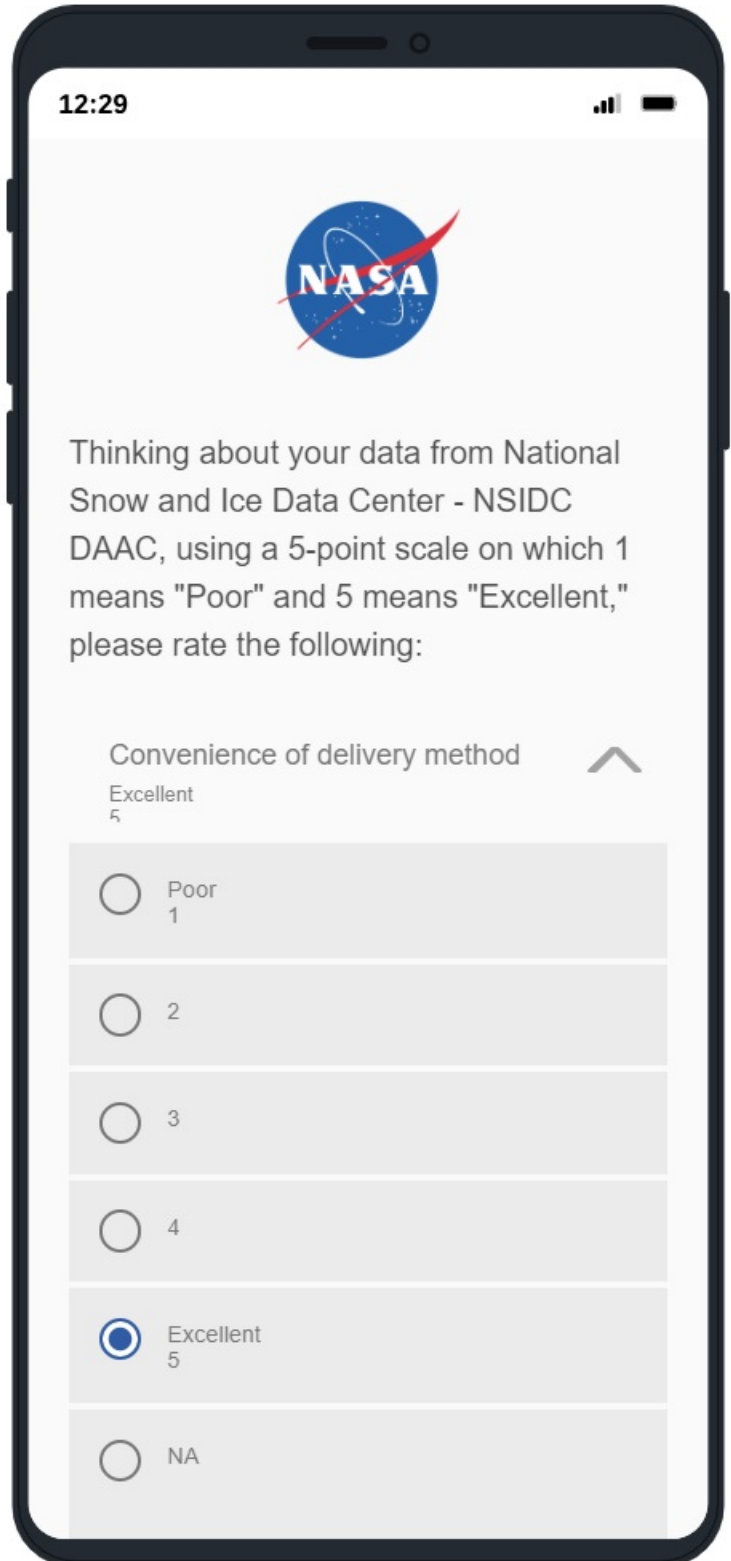 12:29
NASA
Thinking about your data from National
Snow and Ice Data Center - NSIDC
DAAC, using a 5-point scale on which 1
means "Poor" and 5 means "Excellent,"
please rate the following:
Convenience of delivery method
Excellent
5
Poor
1
2
3
4
Excellent
5
NA